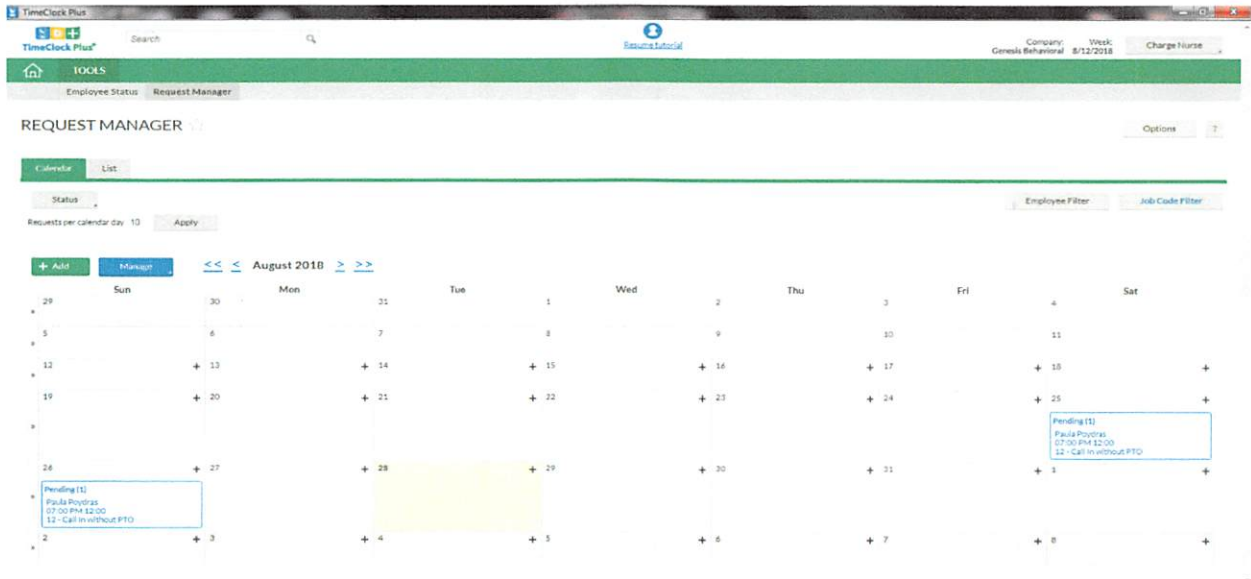 TimeClock Plus
TimeClock Plus®
Search
Resume tutorial
Company: Genesis Behavioral
Week: 8/12/2018
Charge Nurse
TOOLS
Employee Status Request Manager
REQUEST MANAGER
Options ?
Calendar List
Status
Employee Filter Job Code Filter
Requests per calendar day 10 Apply
+ Add Manage << < August 2018 > >>
Sun Mon Tue Wed Thu Fri Sat
29 30 31 1 2 3 4
5 6 7 8 9 10 11
12 + 13 + 14 + 15 + 16 + 17 + 18 +
19 + 20 + 21 + 22 + 23 + 24 + 25 +
Pending (1)
Paula Poydras
07:00 PM 12:00
12 - Call In without PTO
26 + 27 + 28 + 29 + 30 + 31 + 1 +
Pending (1)
Paula Poydras
07:00 PM 12:00
12 - Call In without PTO
2 + 3 + 4 + 5 + 6 + 7 + 8 +